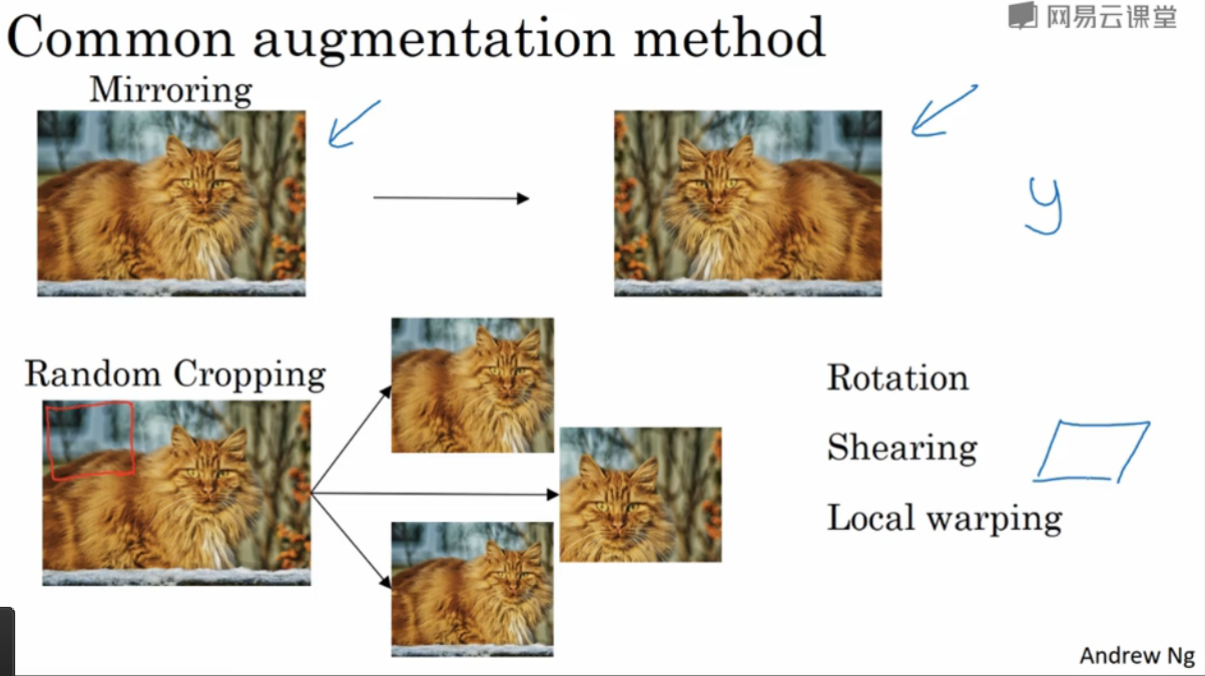 Common augmentation method
网易云课堂
Mirroring
y
Random Cropping
Rotation
Shearing
Local warping
Andrew Ng